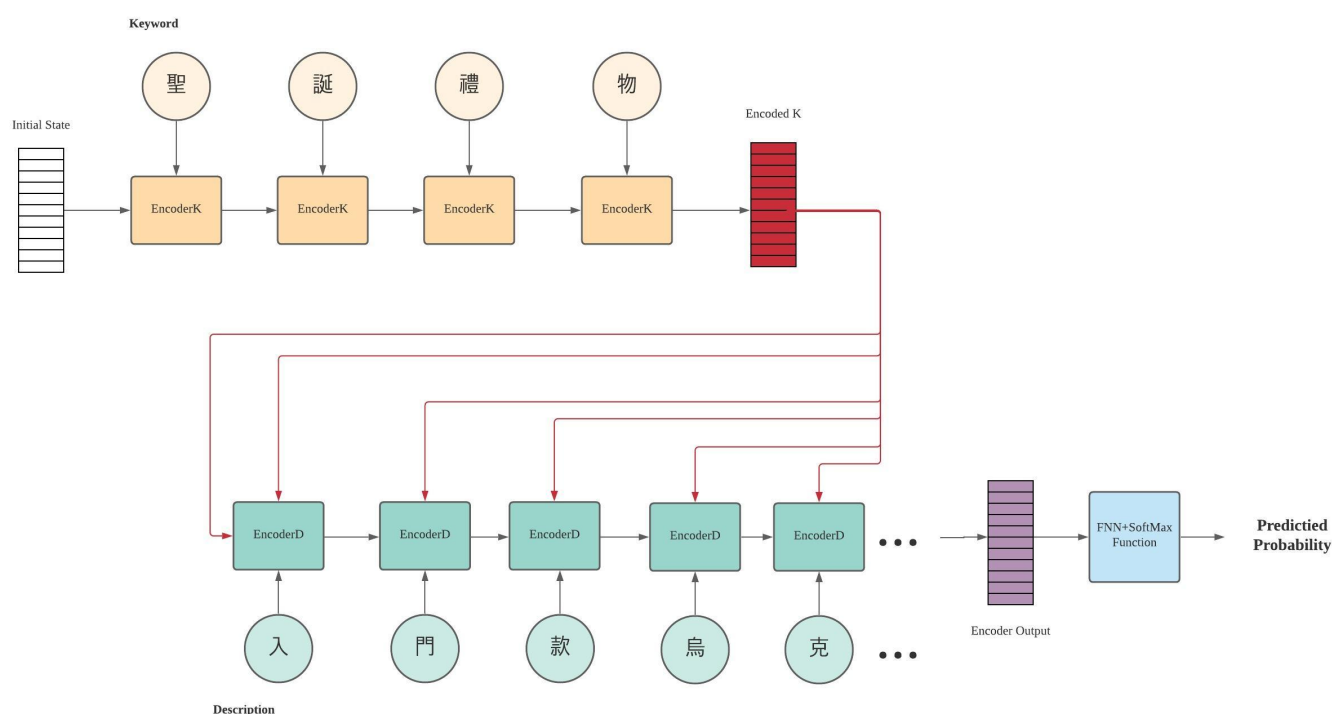 Keyword
聖
誕
禮
物
Initial State
Encoded K
EncoderK
EncoderK
EncoderK
EncoderK
EncoderD
EncoderD
EncoderD
EncoderD
EncoderD
•••
FNN+SoftMax
Function
Predictied
Probability
入
門
款
烏
克
•••
Encoder Output
Description